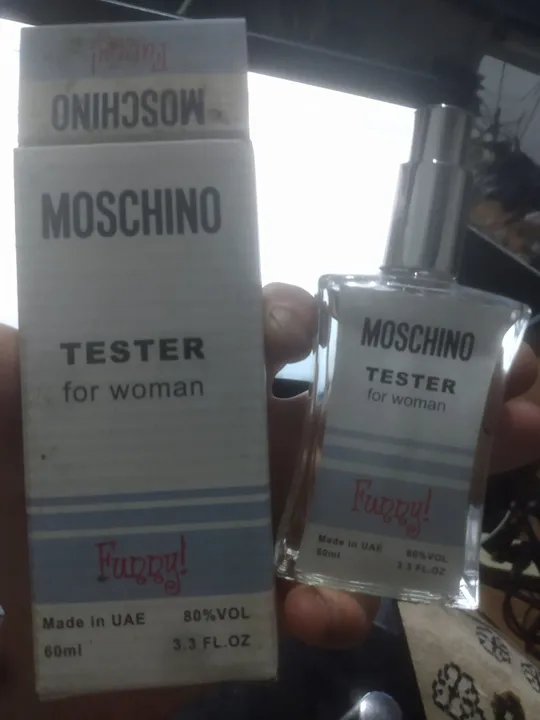 Funny!
MOSCHINO
MOSCHINO
TESTER
for woman
Funny!
Made in UAE 80%VOL
60ml 3.3 FL.OZ
MOSCHINO
TESTER
for woman
Funny!
Made in UAE 80%VOL
60ml 3.3 FL.OZ